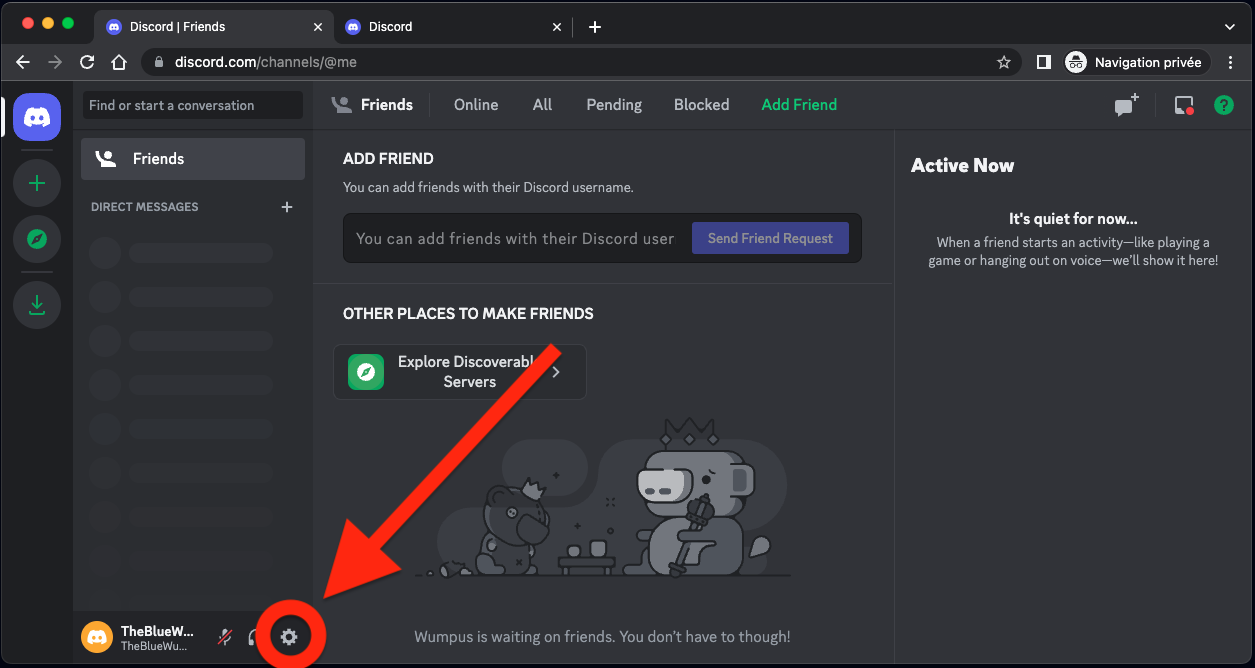 Discord | Friends
Discord
discord.com/channels/@me
Navigation privée
Find or start a conversation
Friends
Online
All
Pending
Blocked
Add Friend
Friends
DIRECT MESSAGES
ADD FRIEND
You can add friends with their Discord username.
You can add friends with their Discord user
Send Friend Request
OTHER PLACES TO MAKE FRIENDS
Explore Discoverabl
Servers
Wumpus is waiting on friends. You don't have to though!
Active Now
It's quiet for now...
When a friend starts an activity—like playing a
game or hanging out on voice—we'll show it here!
TheBlueW...
TheBlueWu...